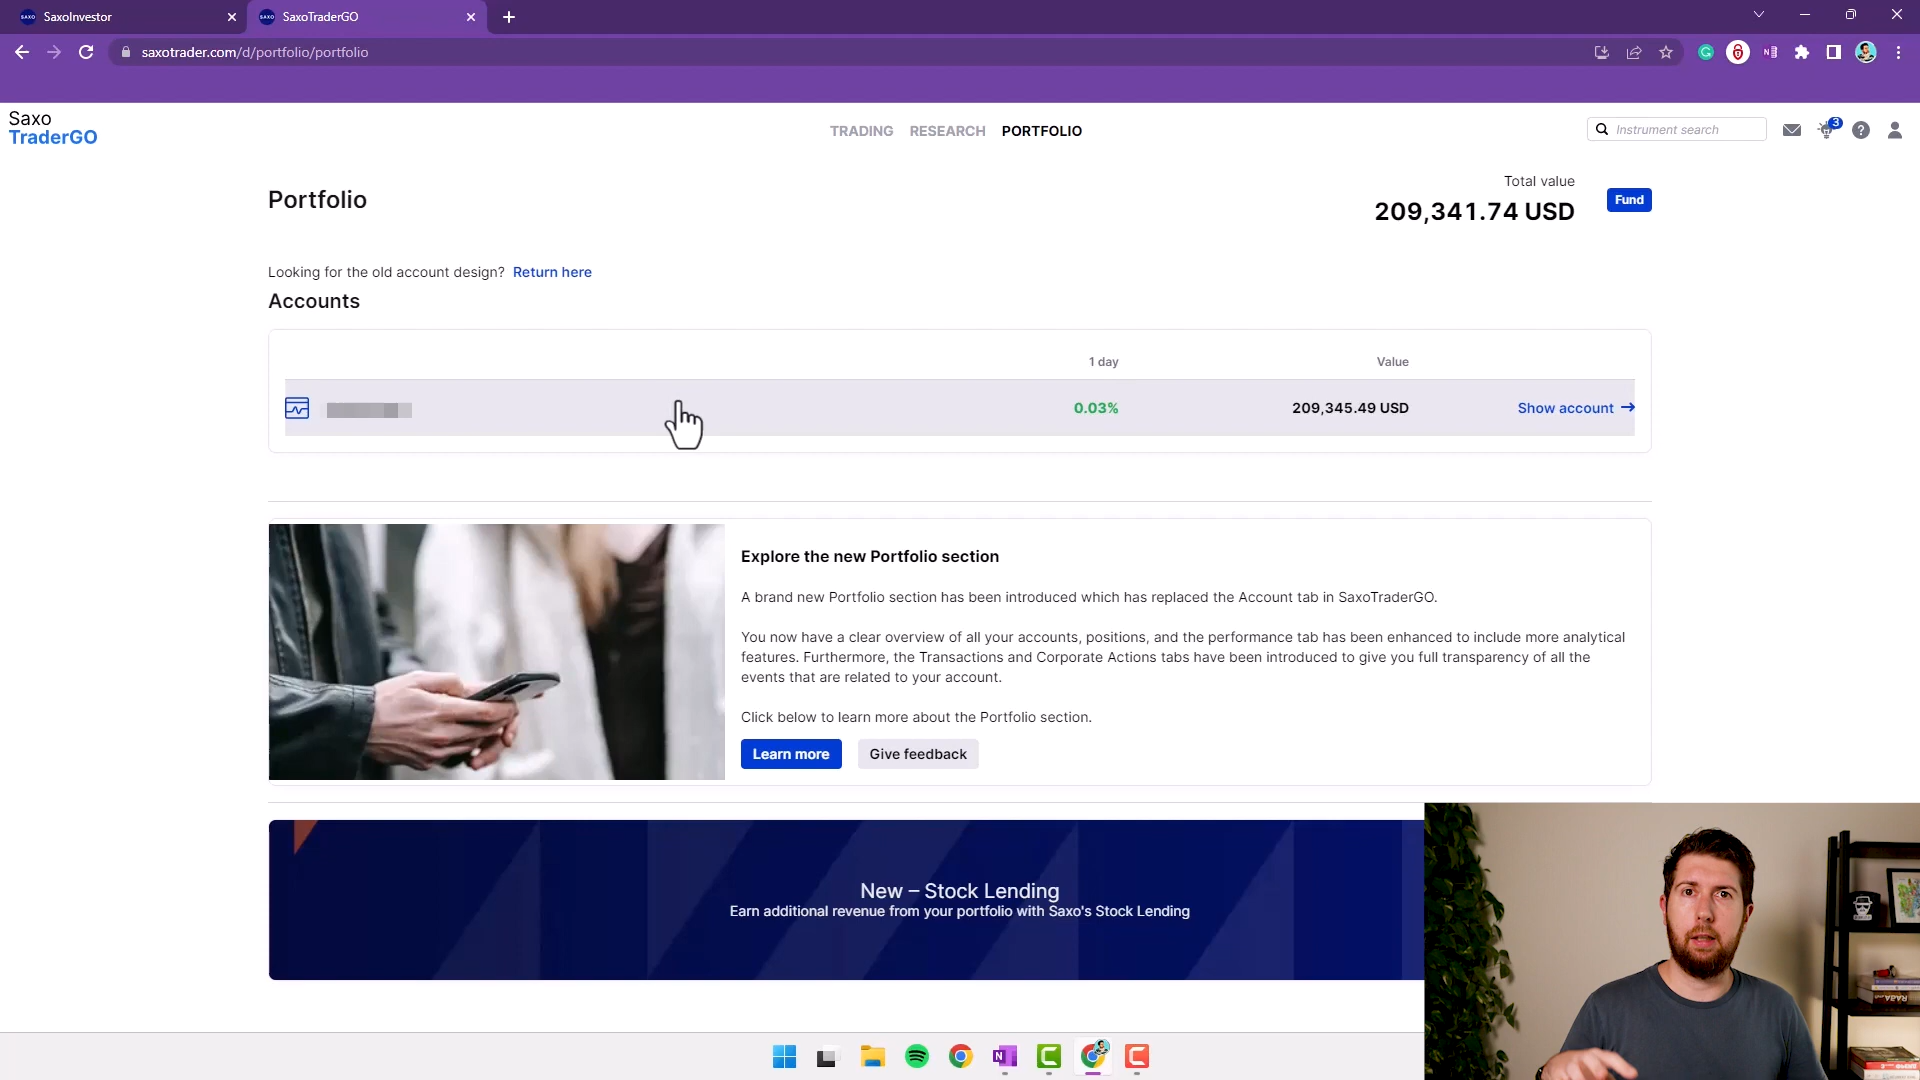 SaxoInvestor
SaxoTraderGO
saxotrader.com/d/portfolio/portfolio
Saxo
TraderGO
TRADING RESEARCH PORTFOLIO
Instrument search
3
Portfolio
Total value
209,341.74 USD
Fund
Looking for the old account design? Return here
Accounts
1 day Value
0.03% 209,345.49 USD Show account
Explore the new Portfolio section
A brand new Portfolio section has been introduced which has replaced the Account tab in SaxoTraderGO.
You now have a clear overview of all your accounts, positions, and the performance tab has been enhanced to include more analytical
features. Furthermore, the Transactions and Corporate Actions tabs have been introduced to give you full transparency of all the
events that are related to your account.
Click below to learn more about the Portfolio section.
Learn more Give feedback
New – Stock Lending
Earn additional revenue from your portfolio with Saxo's Stock Lending